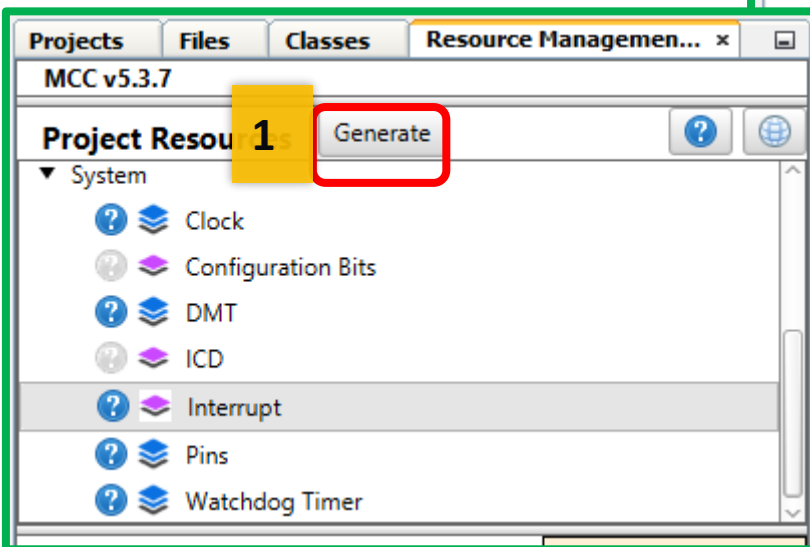 Projects Files Classes Resource Managemen... ×
MCC v5.3.7
Project Resou 1 Generate ?
System
? Clock
? Configuration Bits
? DMT
? ICD
? Interrupt
? Pins
? Watchdog Timer